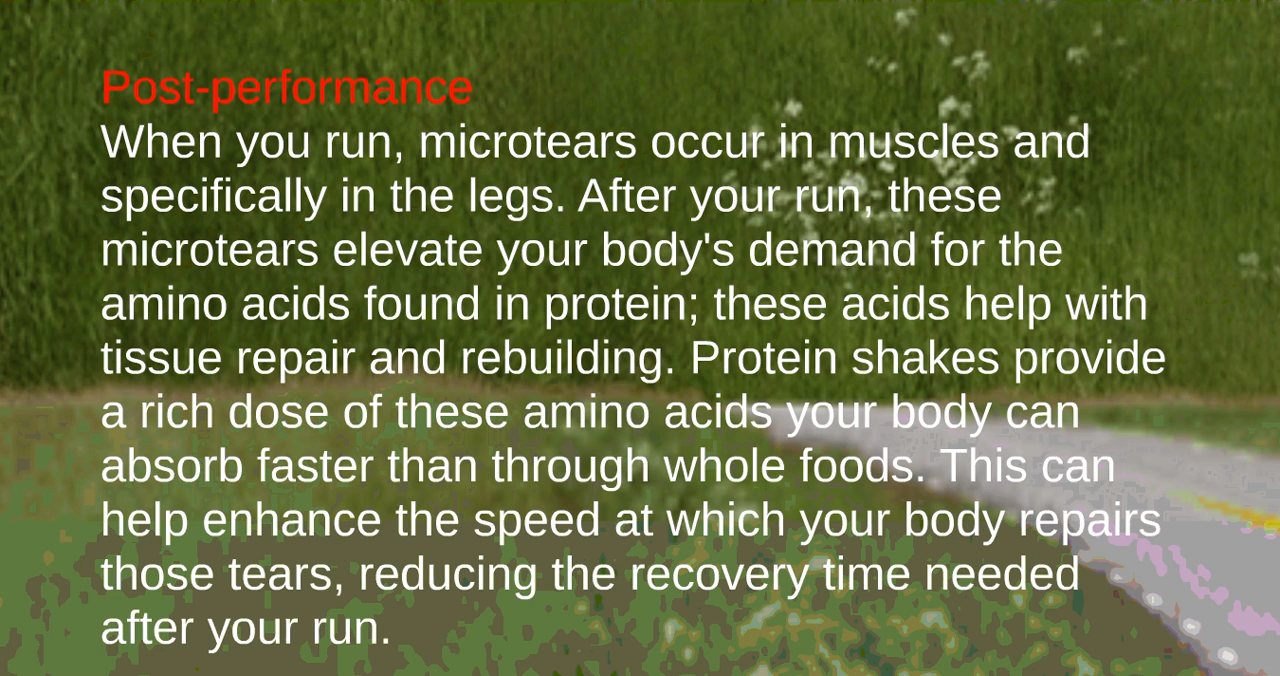 Post-performance
When you run, microtears occur in muscles and
specifically in the legs. After your run, these
microtears elevate your body's demand for the
amino acids found in protein; these acids help with
tissue repair and rebuilding. Protein shakes provide
a rich dose of these amino acids your body can
absorb faster than through whole foods. This can
help enhance the speed at which your body repairs
those tears, reducing the recovery time needed
after your run.